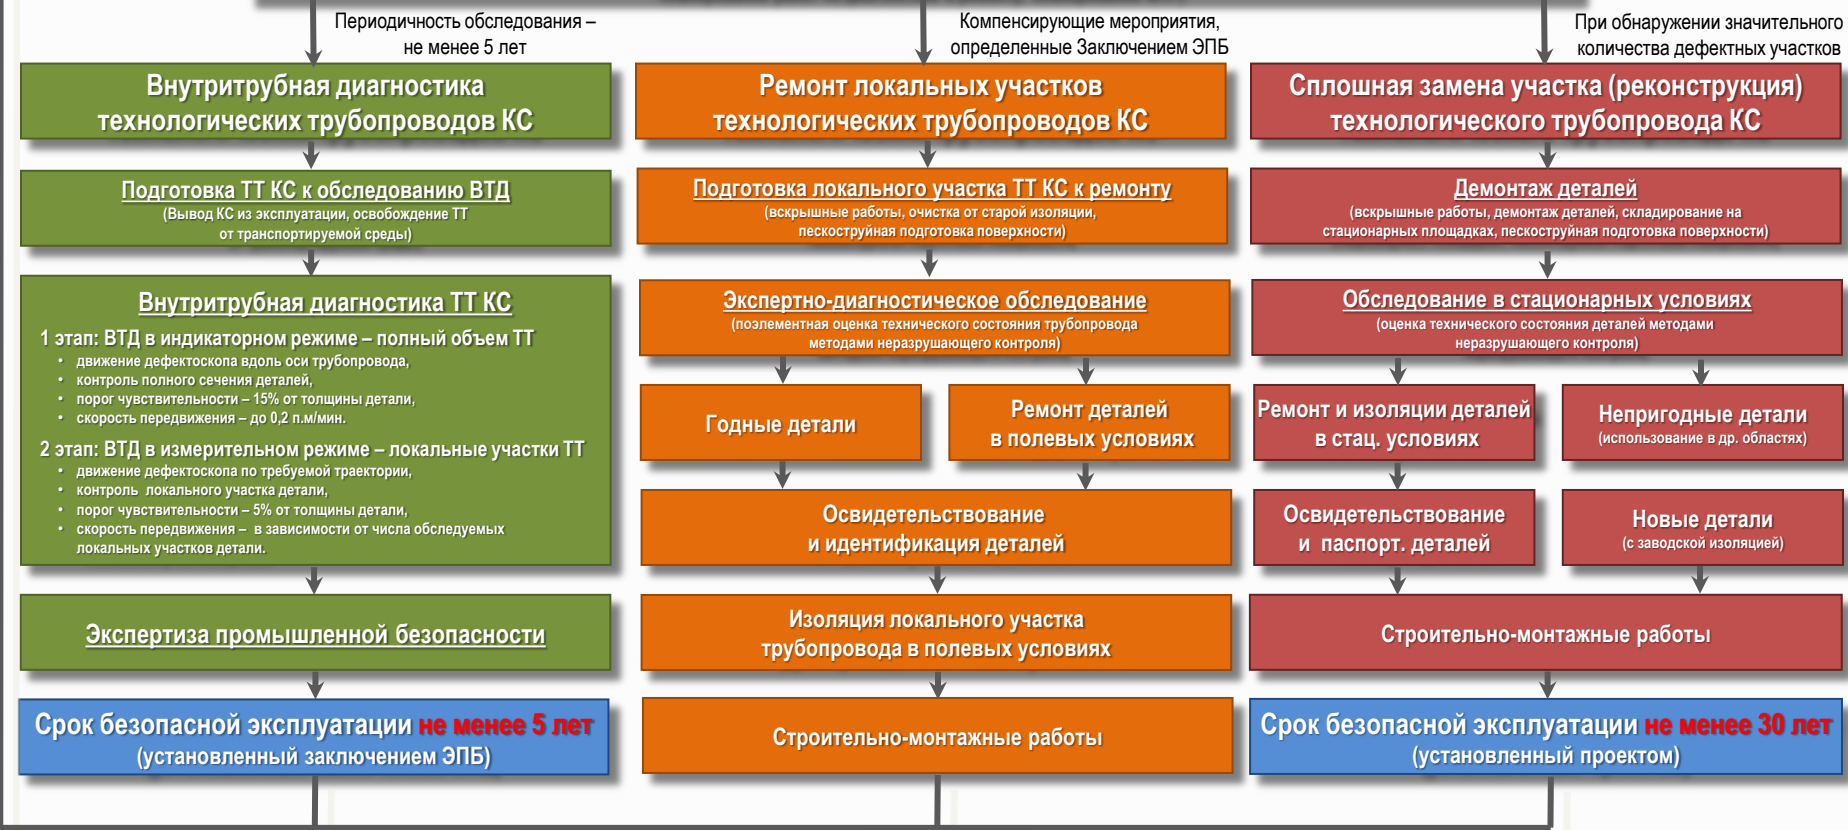 Периодичность обследования –
не менее 5 лет
Внутритрубная диагностика
технологических трубопроводов КС
Подготовка ТТ КС к обследованию ВТД
(Вывод КС из эксплуатации, освобождение ТТ
от транспортируемой среды)
Внутритрубная диагностика ТТ КС
1 этап: ВТД в индикаторном режиме – полный объем ТТ
• движение дефектоскопа вдоль оси трубопровода,
• контроль полного сечения деталей,
• порог чувствительности – 15% от толщины детали,
• скорость передвижения – до 0,2 п.м/мин.
2 этап: ВТД в измерительном режиме – локальные участки ТТ
• движение дефектоскопа по требуемой траектории,
• контроль локального участка детали,
• порог чувствительности – 5% от толщины детали,
• скорость передвижения – в зависимости от числа обследуемых
локальных участков детали.
Экспертиза промышленной безопасности
Срок безопасной эксплуатации не менее 5 лет
(установленный заключением ЭПБ)
Компенсирующие мероприятия,
определенные Заключением ЭПБ
Ремонт локальных участков
технологических трубопроводов КС
Подготовка локального участка ТТ КС к ремонту
(вскрышные работы, очистка от старой изоляции,
пескоструйная подготовка поверхности)
Экспертно-диагностическое обследование
(поэлементная оценка технического состояния трубопровода
методами неразрушающего контроля)
Годные детали
Ремонт деталей
в полевых условиях
Освидетельствование
и идентификация деталей
Изоляция локального участка
трубопровода в полевых условиях
Строительно-монтажные работы
При обнаружении значительного
количества дефектных участков
Сплошная замена участка (реконструкция)
технологического трубопровода КС
Демонтаж деталей
(вскрышные работы, демонтаж деталей, складирование на
стационарных площадках, пескоструйная подготовка поверхности)
Обследование в стационарных условиях
(оценка технического состояния деталей методами
неразрушающего контроля)
Ремонт и изоляции деталей
в стац. условиях
Непригодные детали
(использование в др. областях)
Освидетельствование
и паспорт. деталей
Новые детали
(с заводской изоляцией)
Строительно-монтажные работы
Срок безопасной эксплуатации не менее 30 лет
(установленный проектом)